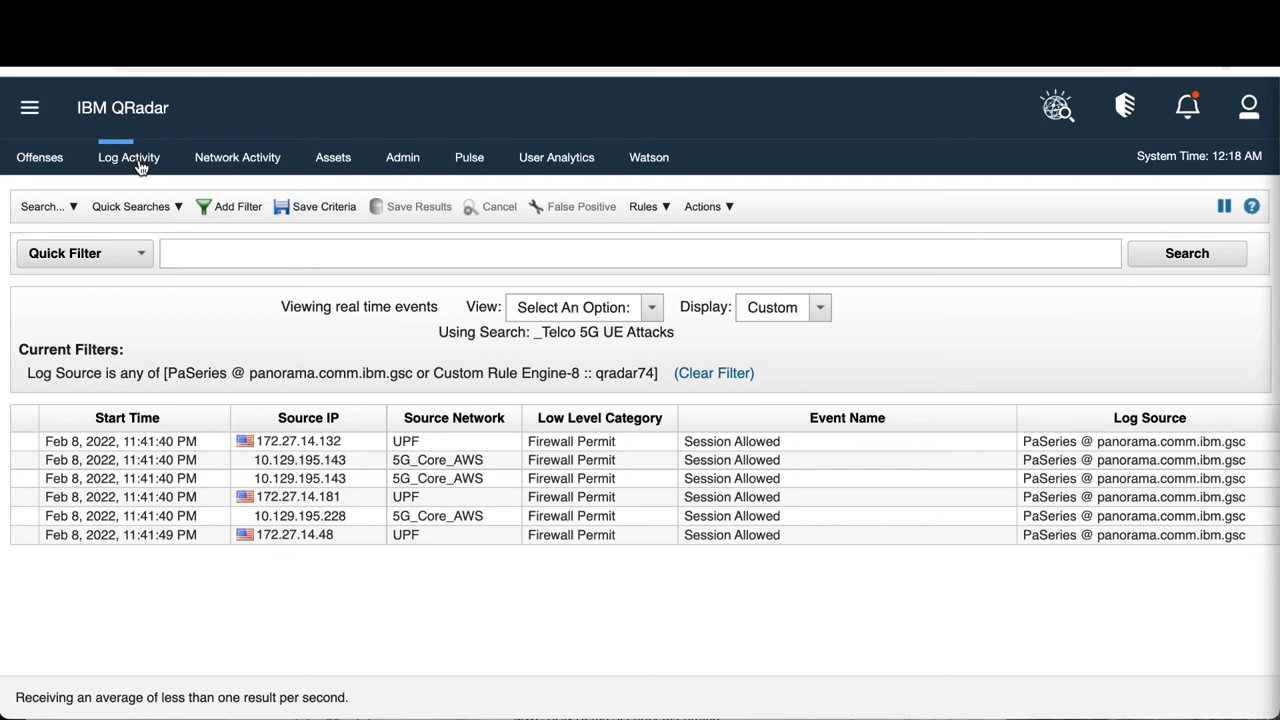 IBM QRadar
Offenses Log Activity Network Activity Assets Admin Pulse User Analytics Watson System Time: 12:18 AM
Search... Quick Searches Add Filter Save Criteria Save Results Cancel False Positive Rules Actions
Quick Filter Search
Viewing real time events View: Select An Option: Display: Custom
Using Search: _Telco 5G UE Attacks
Current Filters:
Log Source is any of [PaSeries @ panorama.comm.ibm.gsc or Custom Rule Engine-8 :: qradar74] (Clear Filter)
Start Time Source IP Source Network Low Level Category Event Name Log Source
Feb 8, 2022, 11:41:40 PM 172.27.14.132 UPF Firewall Permit Session Allowed PaSeries @ panorama.comm.ibm.gsc
Feb 8, 2022, 11:41:40 PM 10.129.195.143 5G_Core_AWS Firewall Permit Session Allowed PaSeries @ panorama.comm.ibm.gsc
Feb 8, 2022, 11:41:40 PM 10.129.195.143 5G_Core_AWS Firewall Permit Session Allowed PaSeries @ panorama.comm.ibm.gsc
Feb 8, 2022, 11:41:40 PM 172.27.14.181 UPF Firewall Permit Session Allowed PaSeries @ panorama.comm.ibm.gsc
Feb 8, 2022, 11:41:40 PM 10.129.195.228 5G_Core_AWS Firewall Permit Session Allowed PaSeries @ panorama.comm.ibm.gsc
Feb 8, 2022, 11:41:49 PM 172.27.14.48 UPF Firewall Permit Session Allowed PaSeries @ panorama.comm.ibm.gsc
Receiving an average of less than one result per second.